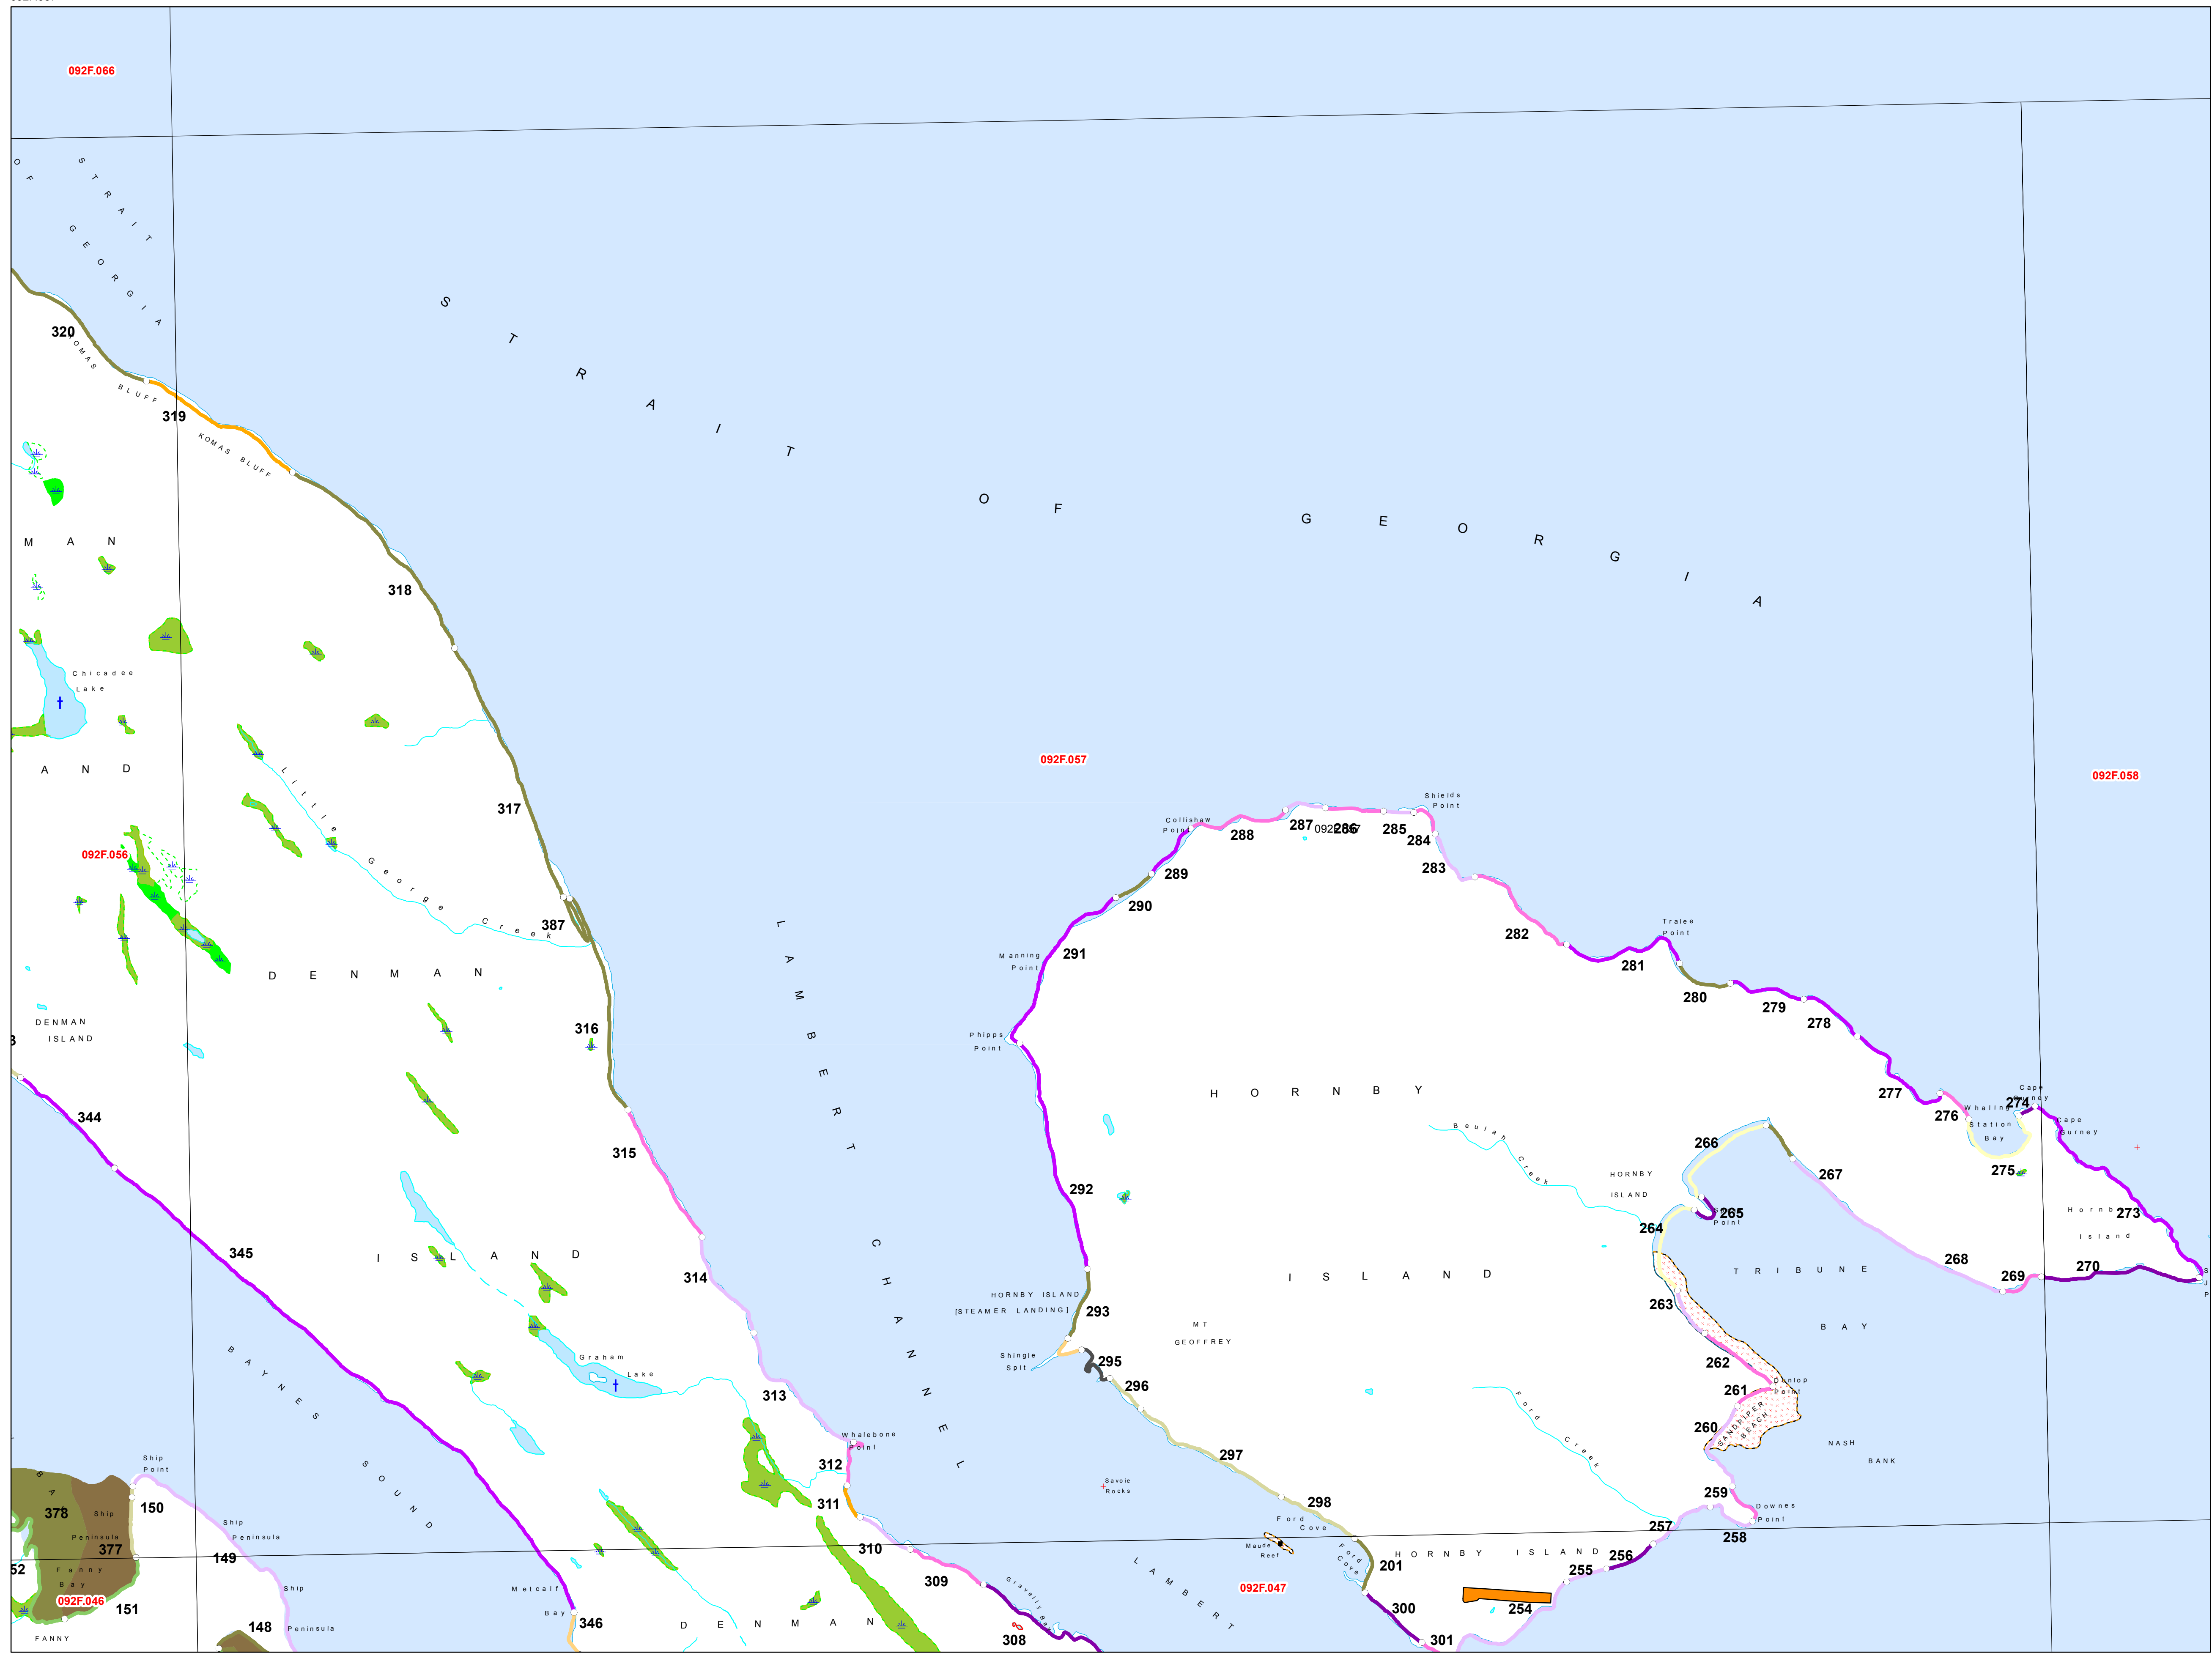 092F.066
STRAIT
OF
GEORGIA
320
KOMAS
BLUFF
319
KOMAS BLUFF
STRAIT OF GEORGIA
MAN
318
Chicadee
Lake
AND
317
Little George Creek
092F.056
387
DENMAN
316
DENMAN
ISLAND
344
315
345
ISLAND
314
BAYNES SOUND
Graham
Lake
313
Whalebone
Point
312
311
310
309
Gravelly Bay
308
Ship
Point
150
378
Ship
Peninsula
377
Ship
Peninsula
149
52
Fanny
Bay
092F.046
151
FANNY
148
Ship
Peninsula
Metcalf
Bay
346
DENMAN
LAMBERT CHANNEL
092F.057
092F.058
Collishaw
Point
288
287
286
285
Shields
Point
284
283
289
290
291
Manning
Point
Phipps
Point
282
Tralee
Point
281
280
279
278
277
276
Whaling
Station
Bay
274
Cape
Gurney
Cape
Gurney
275
273
Hornby
Island
270
269
268
267
266
HORNBY
Beulah Creek
HORNBY
ISLAND
265
Point
264
292
ISLAND
TRIBUNE
BAY
263
HORNBY ISLAND
[STEAMER LANDING]
293
MT
GEOFFREY
Shingle
Spit
295
296
262
Dunlop
Point
261
260
SANDPIPER
BEACH
NASH
BANK
Ford Creek
297
298
Savoie
Rocks
Ford
Cove
Maude
Reef
Ford
Cove
259
Downes
Point
258
257
HORNBY ISLAND
256
255
254
201
300
301
092F.047
LAMBERT